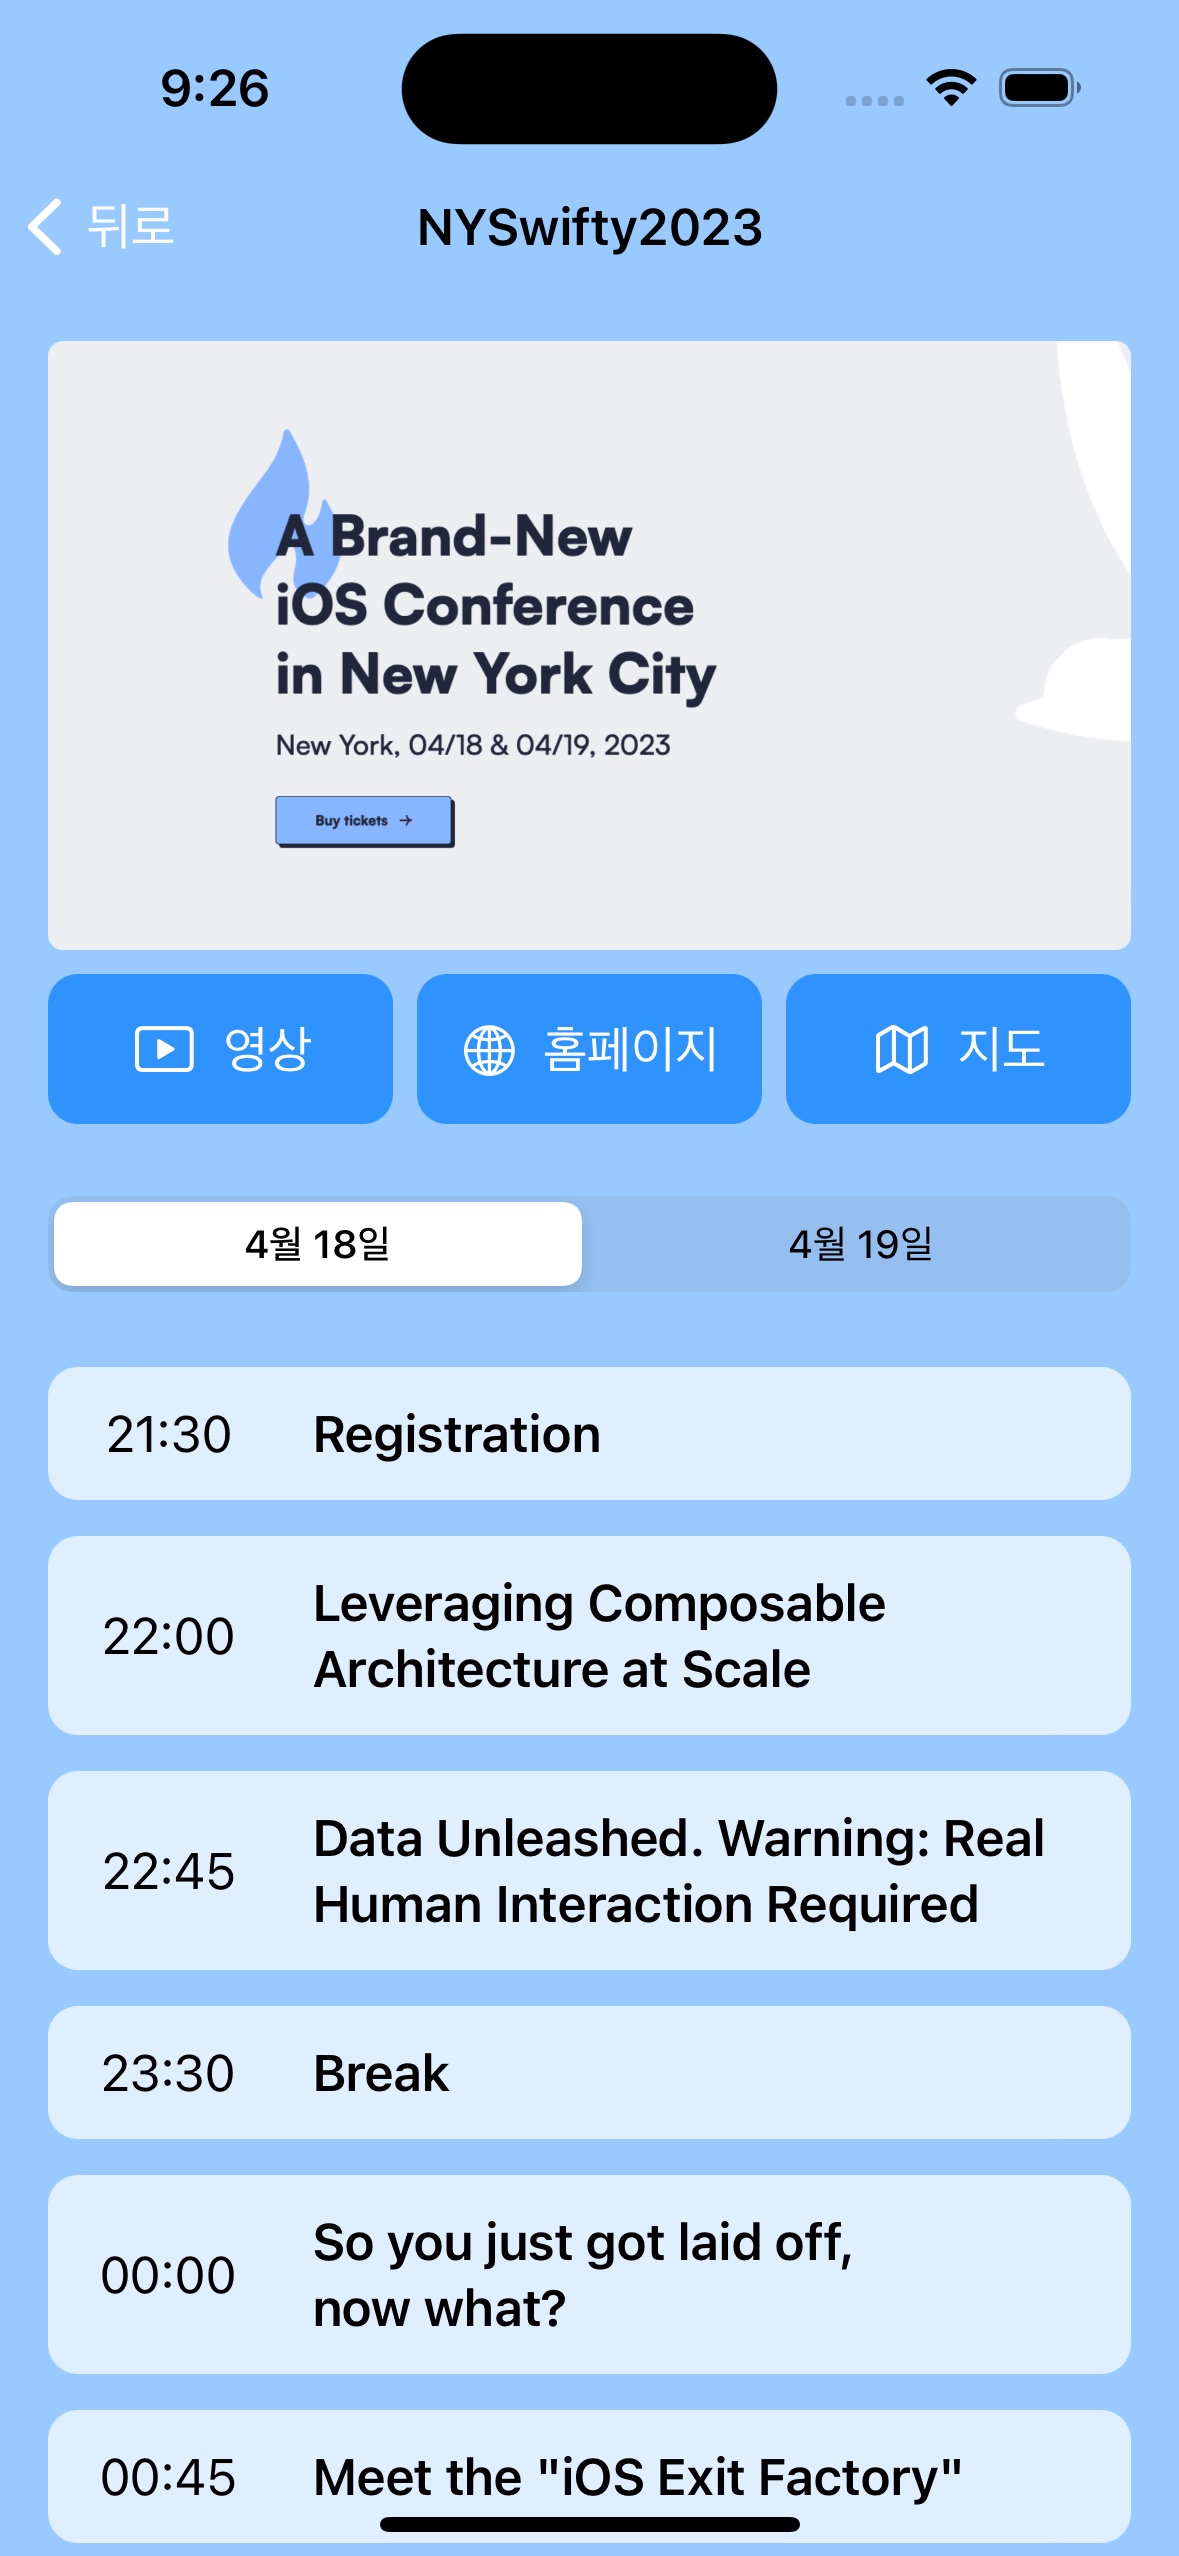 9:26
뒤로
NYSwifty2023
A Brand-New
iOS Conference
in New York City
New York, 04/18 & 04/19, 2023
Buy tickets →
영상
홈페이지
지도
4월 18일
4월 19일
21:30 Registration
22:00 Leveraging Composable
Architecture at Scale
22:45 Data Unleashed. Warning: Real
Human Interaction Required
23:30 Break
00:00 So you just got laid off,
now what?
00:45 Meet the "iOS Exit Factory"